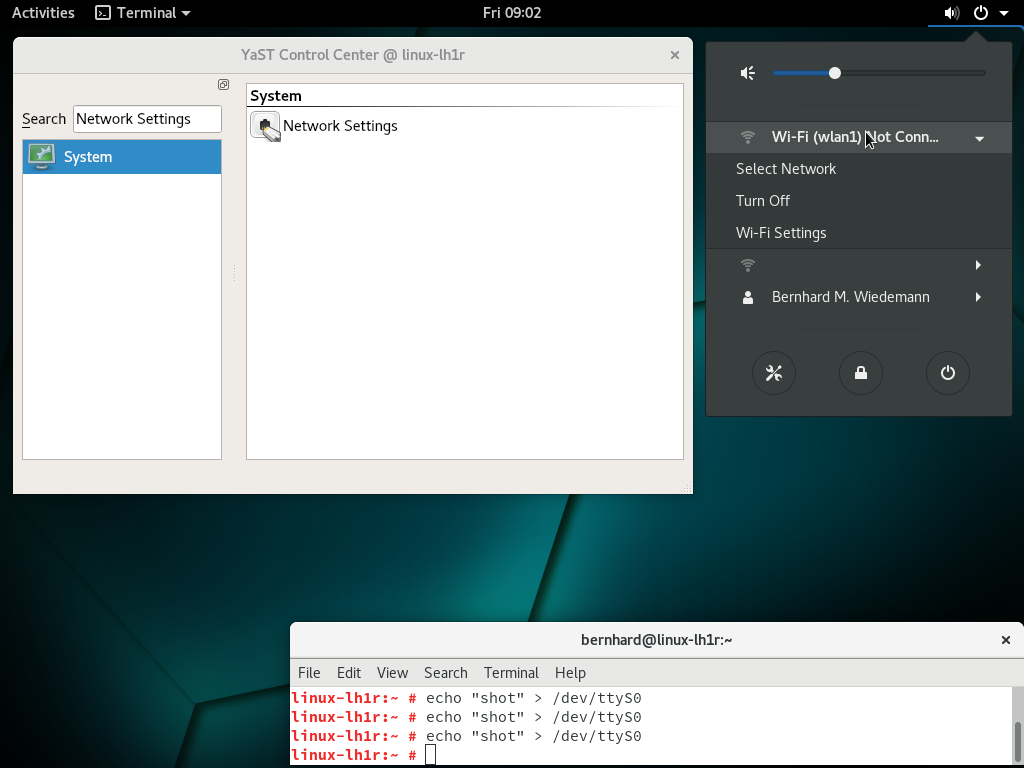 Activities Terminal Fri 09:02
YaST Control Center @ linux-lh1r
Search Network Settings
System
System
Network Settings
Wi-Fi (wlan1) Not Conn...
Select Network
Turn Off
Wi-Fi Settings
Bernhard M. Wiedemann
bernhard@linux-lh1r:~
File Edit View Search Terminal Help
linux-lh1r:~ # echo "shot" > /dev/ttyS0
linux-lh1r:~ # echo "shot" > /dev/ttyS0
linux-lh1r:~ # echo "shot" > /dev/ttyS0
linux-lh1r:~ #